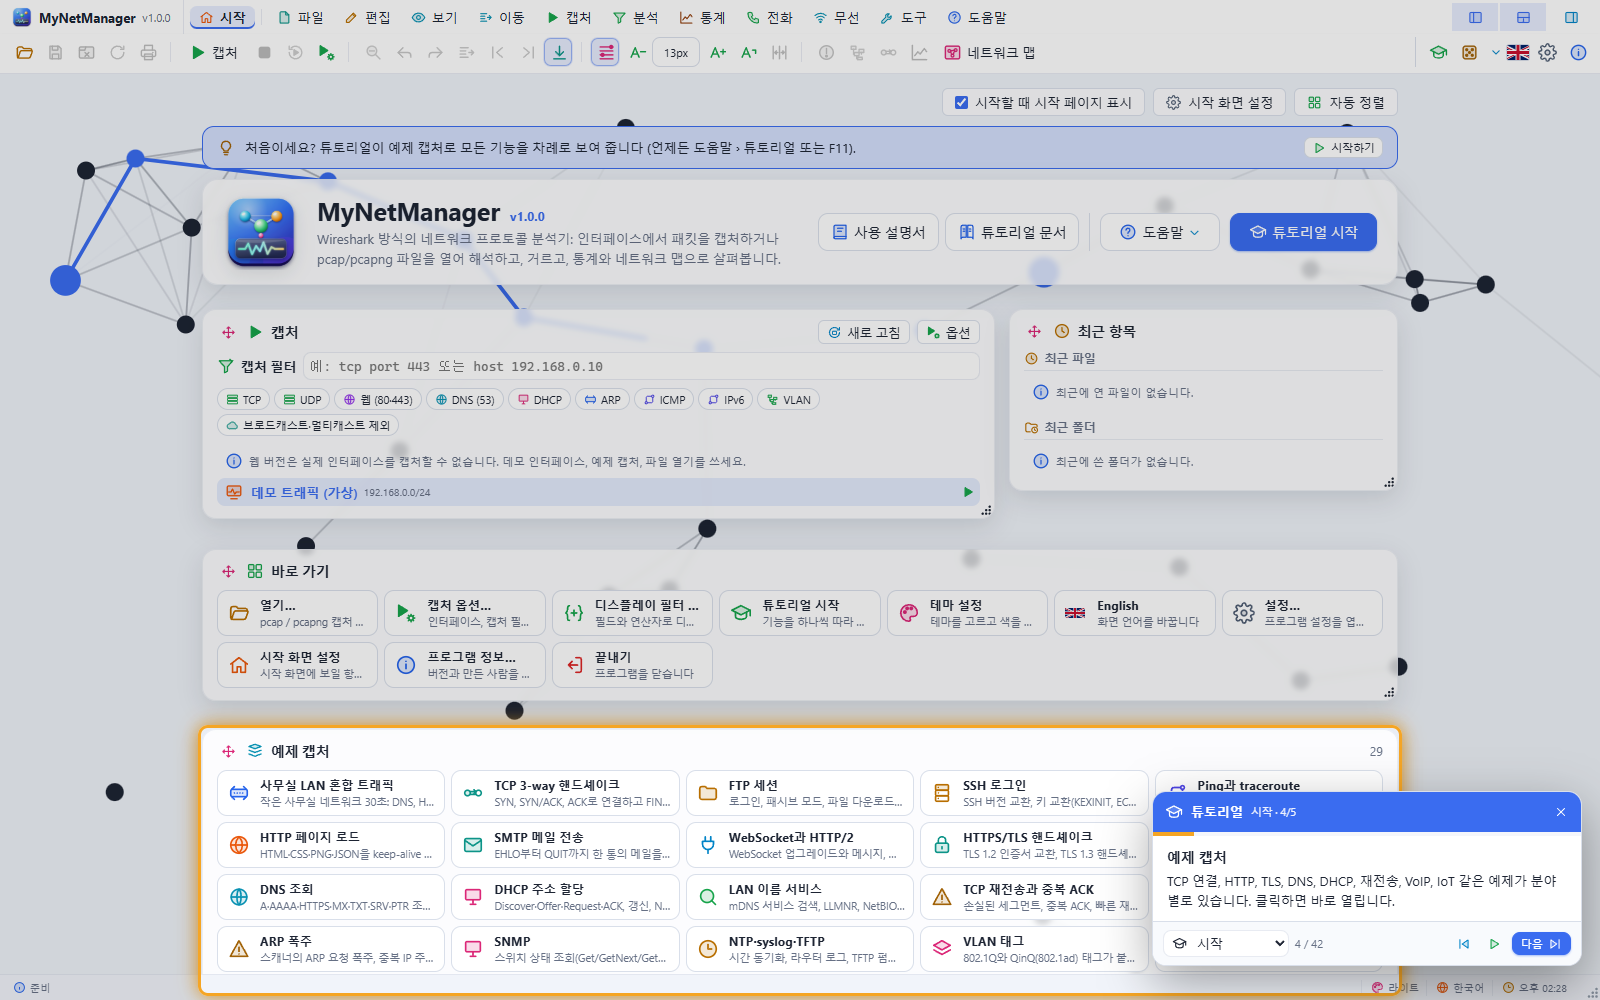 MyNetManager v1.0.0 시작 파일 편집 보기 이동 캡처 분석 통계 전화 무선 도구 도움말
캡처 A− 13px A+ 네트워크 맵
시작할 때 시작 페이지 표시 시작 화면 설정 자동 정렬
처음이세요? 튜토리얼이 예제 캡처로 모든 기능을 차례로 보여 줍니다 (언제든 도움말 › 튜토리얼 또는 F11). 시작하기
MyNetManager v1.0.0
Wireshark 방식의 네트워크 프로토콜 분석기: 인터페이스에서 패킷을 캡처하거나
pcap/pcapng 파일을 열어 해석하고, 거르고, 통계와 네트워크 맵으로 살펴봅니다.
사용 설명서 튜토리얼 문서 도움말 튜토리얼 시작
캡처 새로 고침 옵션
캡처 필터 예: tcp port 443 또는 host 192.168.0.10
TCP UDP 웹 (80·443) DNS (53) DHCP ARP ICMP IPv6 VLAN
브로드캐스트·멀티캐스트 제외
웹 버전은 실제 인터페이스를 캡처할 수 없습니다. 데모 인터페이스, 예제 캡처, 파일 열기를 쓰세요.
데모 트래픽 (가상) 192.168.0.0/24
최근 항목
최근 파일
최근에 연 파일이 없습니다.
최근 폴더
최근에 쓴 폴더가 없습니다.
바로 가기
열기... 캡처 옵션... 디스플레이 필터 ... 튜토리얼 시작 테마 설정 English 설정...
pcap / pcapng 캡처 ... 인터페이스, 캡처 필... 필드와 연산자로 디... 기능을 하나씩 따라 ... 테마를 고르고 색을 ... 화면 언어를 바꿉니다 프로그램 설정을 엽...
시작 화면 설정 프로그램 정보... 끝내기
시작 화면에 보일 항... 버전과 만든 사람을 ... 프로그램을 닫습니다
예제 캡처 29
사무실 LAN 혼합 트래픽 TCP 3-way 핸드셰이크 FTP 세션 SSH 로그인 Ping과 traceroute
작은 사무실 네트워크 30초: DNS, H... SYN, SYN/ACK, ACK로 연결하고 FIN... 로그인, 패시브 모드, 파일 다운로드... SSH 버전 교환, 키 교환(KEXINIT, EC...
HTTP 페이지 로드 SMTP 메일 전송 WebSocket과 HTTP/2 HTTPS/TLS 핸드셰이크
HTML·CSS·PNG·JSON을 keep-alive ... EHLO부터 QUIT까지 한 통의 메일을... WebSocket 업그레이드와 메시지, ... TLS 1.2 인증서 교환, TLS 1.3 핸드셰...
DNS 조회 DHCP 주소 할당 LAN 이름 서비스 TCP 재전송과 중복 ACK
A·AAAA·HTTPS·MX·TXT·SRV·PTR 조... Discover·Offer·Request·ACK, 갱신, N... mDNS 서비스 검색, LLMNR, NetBIO... 손실된 세그먼트, 중복 ACK, 빠른 재...
ARP 폭주 SNMP NTP·syslog·TFTP VLAN 태그
스캐너의 ARP 요청 폭주, 중복 IP 주... 스위치 상태 조회(Get/GetNext/Get... 시간 동기화, 라우터 로그, TFTP 펌... 802.1Q와 QinQ(802.1ad) 태그가 붙...
튜토리얼 시작 · 4/5
예제 캡처
TCP 연결, HTTP, TLS, DNS, DHCP, 재전송, VoIP, IoT 같은 예제가 분야
별로 있습니다. 클릭하면 바로 열립니다.
시작 4 / 42 다음
준비 라이트 한국어 오후 02:28